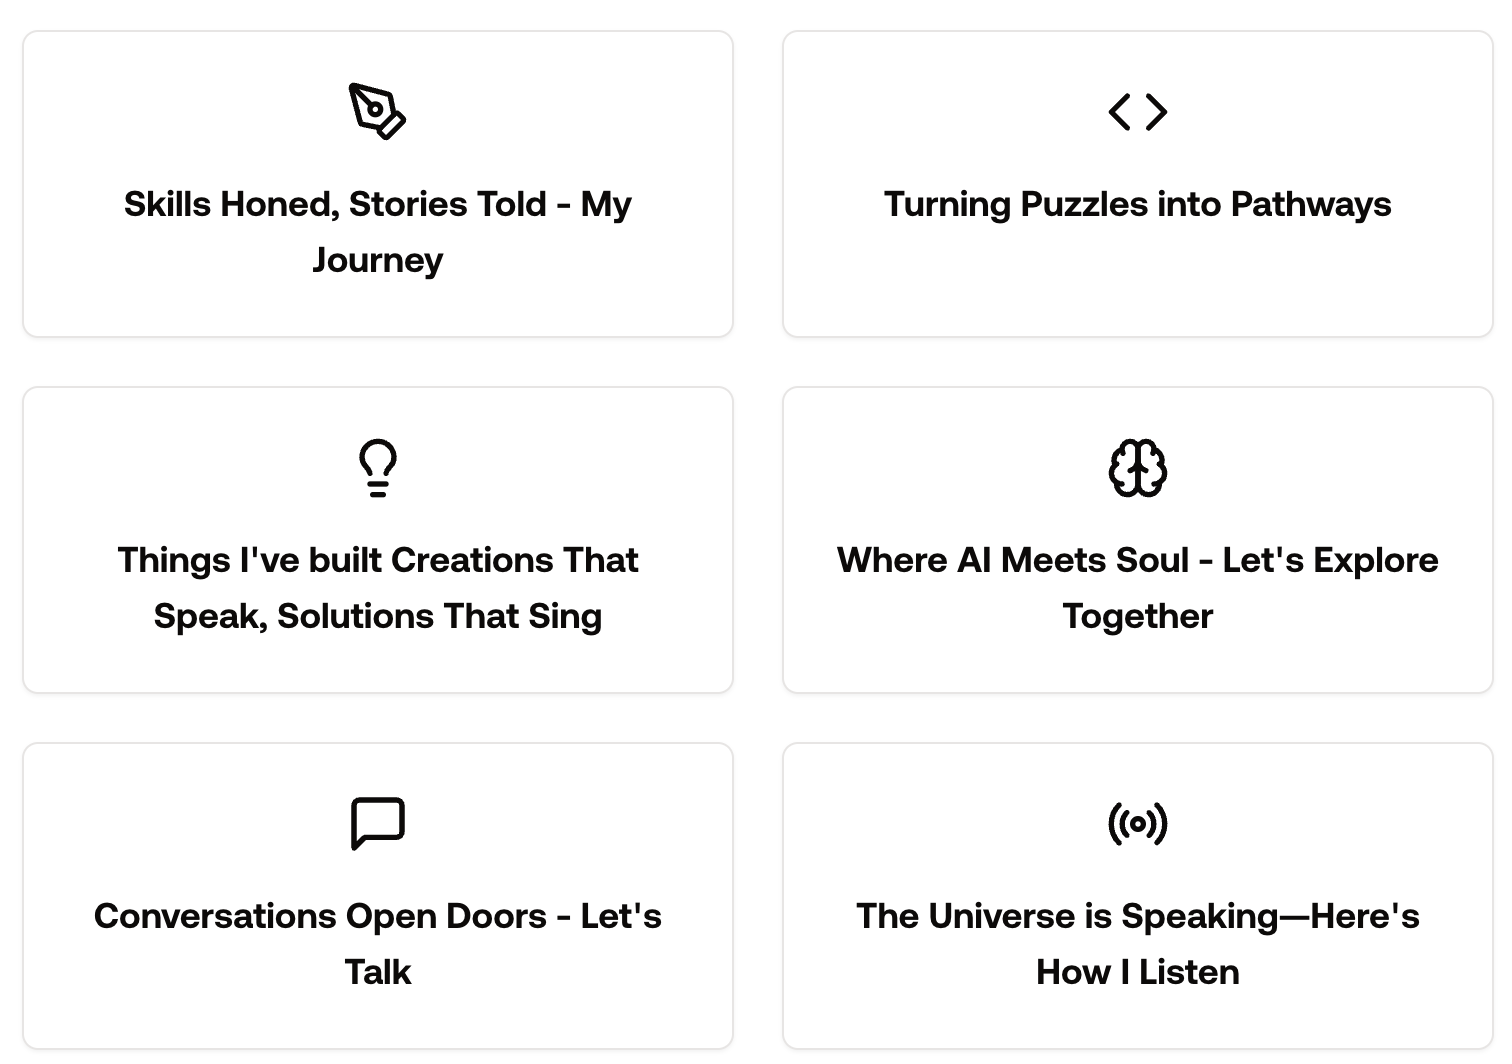 Skills Honed, Stories Told - My
Journey
Turning Puzzles into Pathways
Things I've built Creations That
Speak, Solutions That Sing
Where AI Meets Soul - Let's Explore
Together
Conversations Open Doors - Let's
Talk
The Universe is Speaking—Here's
How I Listen